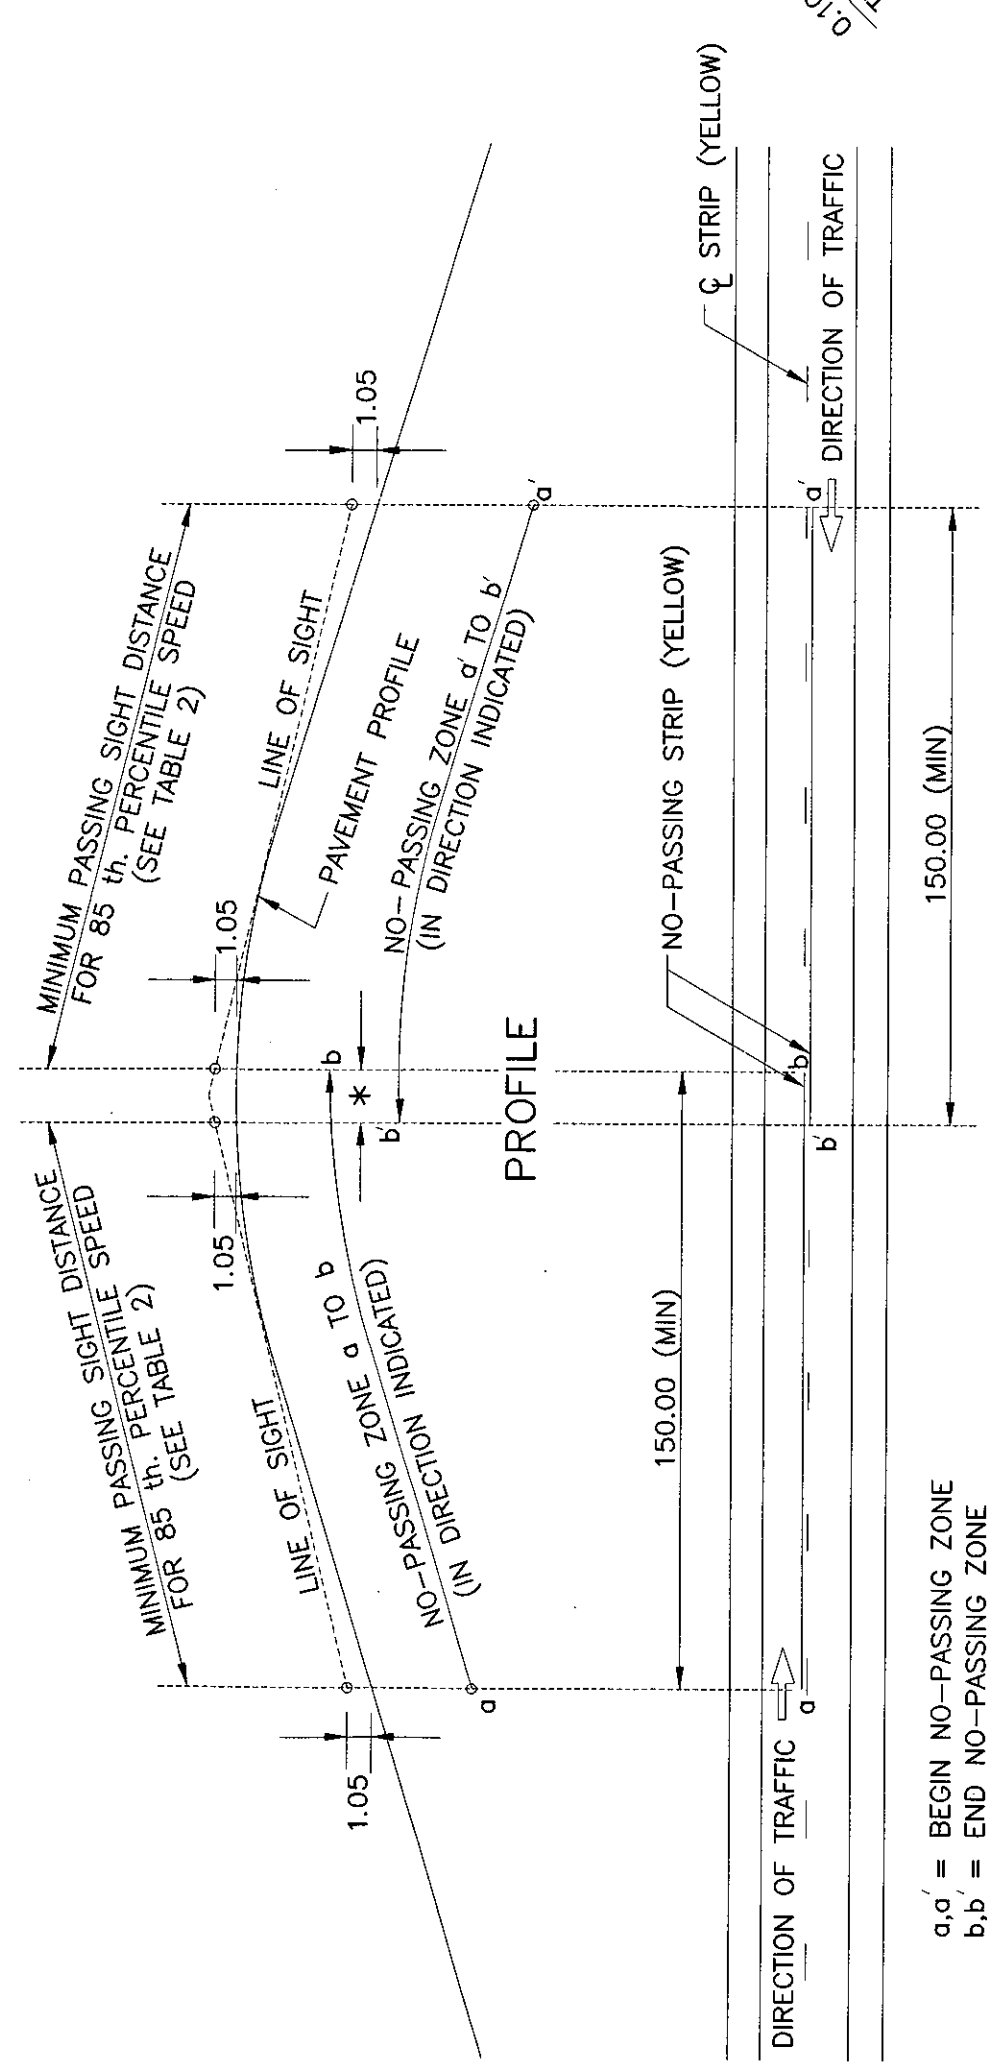 MINIMUM PASSING SIGHT DISTANCE
FOR 85 th. PERCENTILE SPEED
(SEE TABLE 2)
MINIMUM PASSING SIGHT DISTANCE
FOR 85 th. PERCENTILE SPEED
(SEE TABLE 2)
1.05
1.05
1.05
1.05
LINE OF SIGHT
LINE OF SIGHT
PAVEMENT PROFILE
NO-PASSING ZONE a TO b
(IN DIRECTION INDICATED)
NO-PASSING ZONE a' TO b'
(IN DIRECTION INDICATED)
b'
*
b
a
a'
PROFILE
NO-PASSING STRIP (YELLOW)
℄ STRIP (YELLOW)
150.00 (MIN)
DIRECTION OF TRAFFIC
a
b
b'
a'
DIRECTION OF TRAFFIC
150.00 (MIN)
a,a' = BEGIN NO-PASSING ZONE
b,b' = END NO-PASSING ZONE
0.10